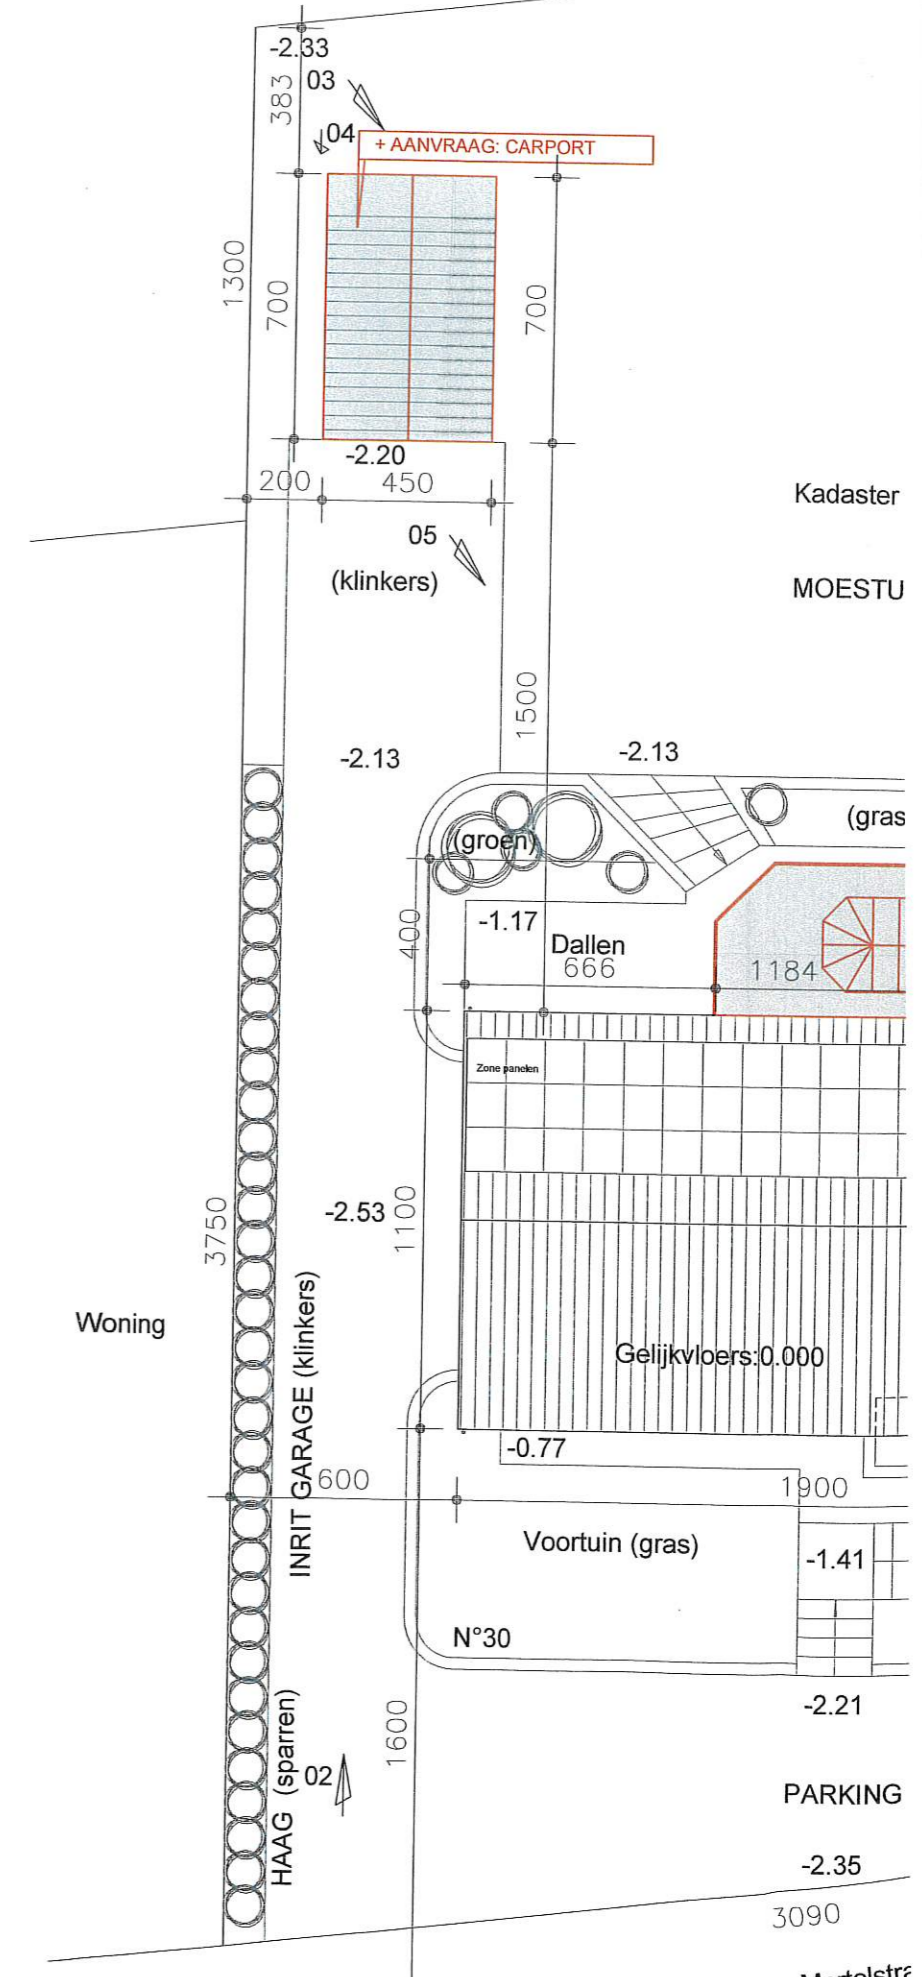 -2.33
383
03
04
+ AANVRAAG: CARPORT
1300
700
700
-2.20
200
450
05
(klinkers)
Kadaster
MOESTU
1500
-2.13
-2.13
(groen)
(gras
400
-1.17
Dallen
666
1184
Zone panelen
3750
-2.53
1100
Woning
INRIT GARAGE (klinkers)
Gelijkvloers:0.000
-0.77
600
1900
Voortuin (gras)
-1.41
N°30
HAAG (sparren)
1600
-2.21
02
PARKING
-2.35
3090